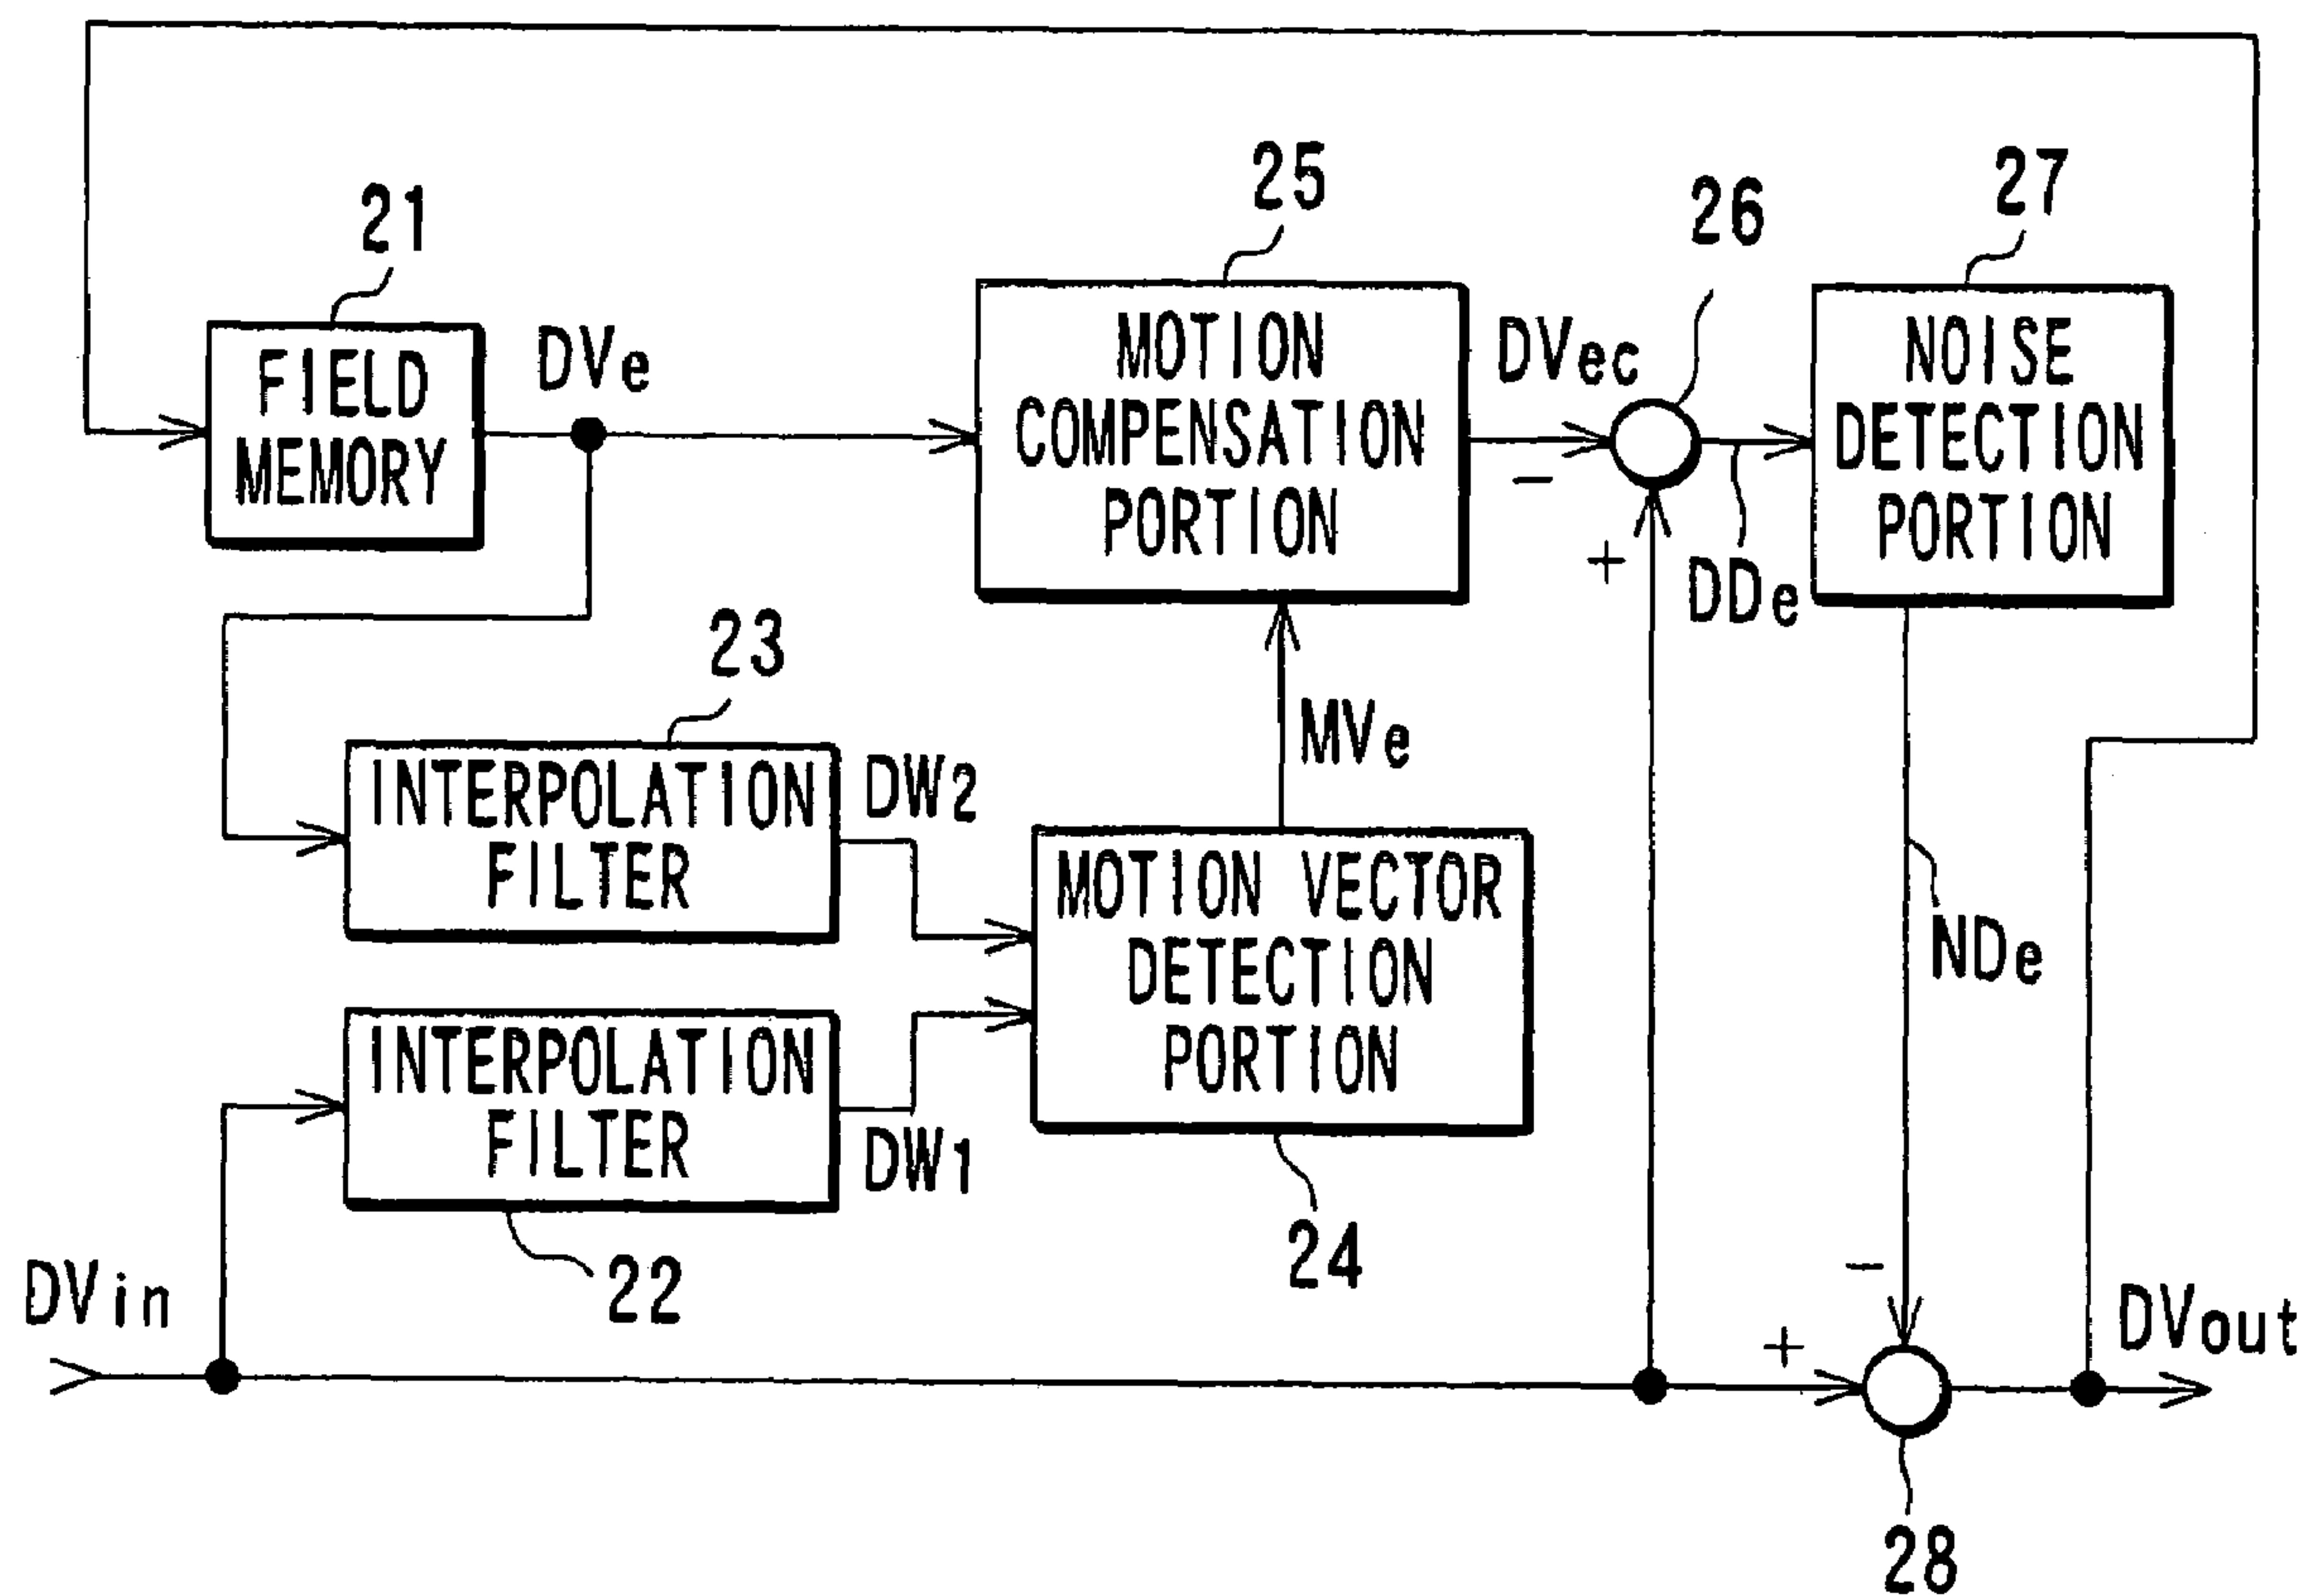 21
FIELD
MEMORY
DVe
25
MOTION
COMPENSATION
PORTION
DVec
−
+
26
DDe
27
NOISE
DETECTION
PORTION
23
INTERPOLATION
FILTER
DW2
MVe
MOTION VECTOR
DETECTION
PORTION
24
INTERPOLATION
FILTER
DW1
22
NDe
DVin
−
+
28
DVout